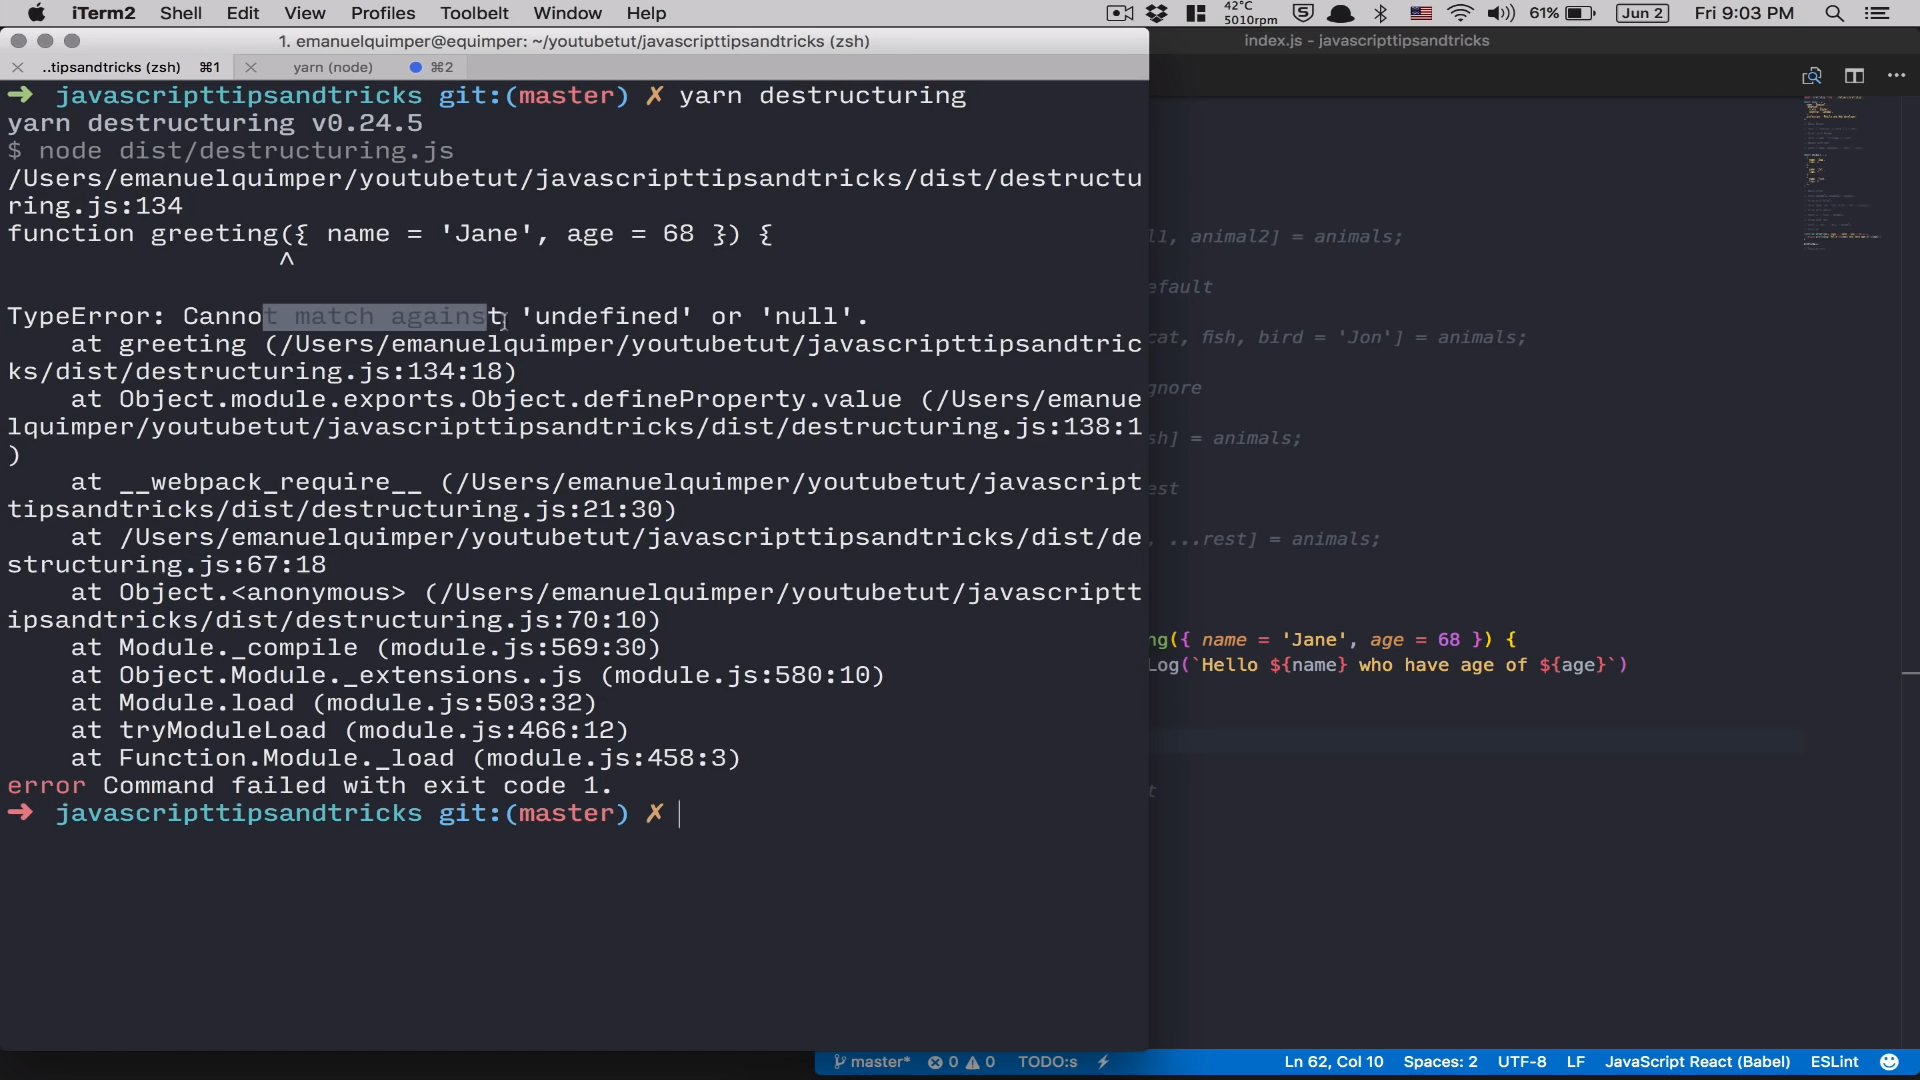 iTerm2 Shell Edit View Profiles Toolbelt Window Help 42°C 5010rpm 61% Jun 2 Fri 9:03 PM
1. emanuelquimper@equimper: ~/youtubetut/javascripttipsandtricks (zsh)
index.js - javascripttipsandtricks
..tipsandtricks (zsh) ⌘1 yarn (node) ⌘2
➜ javascripttipsandtricks git:(master) ✗ yarn destructuring
yarn destructuring v0.24.5
$ node dist/destructuring.js
/Users/emanuelquimper/youtubetut/javascripttipsandtricks/dist/destructu
ring.js:134
function greeting({ name = 'Jane', age = 68 }) {
^
TypeError: Cannot match against 'undefined' or 'null'.
at greeting (/Users/emanuelquimper/youtubetut/javascripttipsandtric
ks/dist/destructuring.js:134:18)
at Object.module.exports.Object.defineProperty.value (/Users/emanue
lquimper/youtubetut/javascripttipsandtricks/dist/destructuring.js:138:1
)
at __webpack_require__ (/Users/emanuelquimper/youtubetut/javascript
tipsandtricks/dist/destructuring.js:21:30)
at /Users/emanuelquimper/youtubetut/javascripttipsandtricks/dist/de
structuring.js:67:18
at Object.<anonymous> (/Users/emanuelquimper/youtubetut/javascriptt
ipsandtricks/dist/destructuring.js:70:10)
at Module._compile (module.js:569:30)
at Object.Module._extensions..js (module.js:580:10)
at Module.load (module.js:503:32)
at tryModuleLoad (module.js:466:12)
at Function.Module._load (module.js:458:3)
error Command failed with exit code 1.
➜ javascripttipsandtricks git:(master) ✗
l1, animal2] = animals;
efault
cat, fish, bird = 'Jon'] = animals;
gnore
sh] = animals;
est
, ...rest] = animals;
ng({ name = 'Jane', age = 68 }) {
Log(`Hello ${name} who have age of ${age}`)
t
master* 0 0 TODO:s Ln 62, Col 10 Spaces: 2 UTF-8 LF JavaScript React (Babel) ESLint